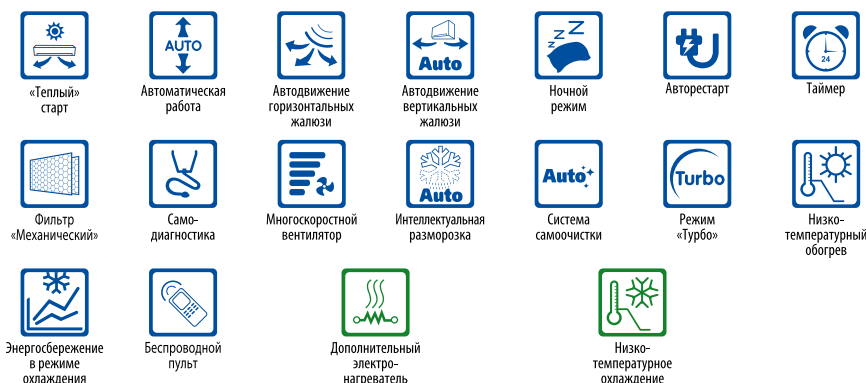 AUTO
Auto
z z z
24
«Теплый»
старт
Автоматическая
работа
Автодвижение
горизонтальных
жалюзи
Автодвижение
вертикальных
жалюзи
Ночной
режим
Авторестарт
Таймер
Auto
Auto
Turbo
Фильтр
«Механический»
Само-
диагностика
Многоскоростной
вентилятор
Интеллектуальная
разморозка
Система
самоочистки
Режим
«Турбо»
Низко-
температурный
обогрев
Энергосбережение
в режиме
охлаждения
Беспроводной
пульт
Дополнительный
электро-
нагреватель
Низко-
температурное
охлаждение